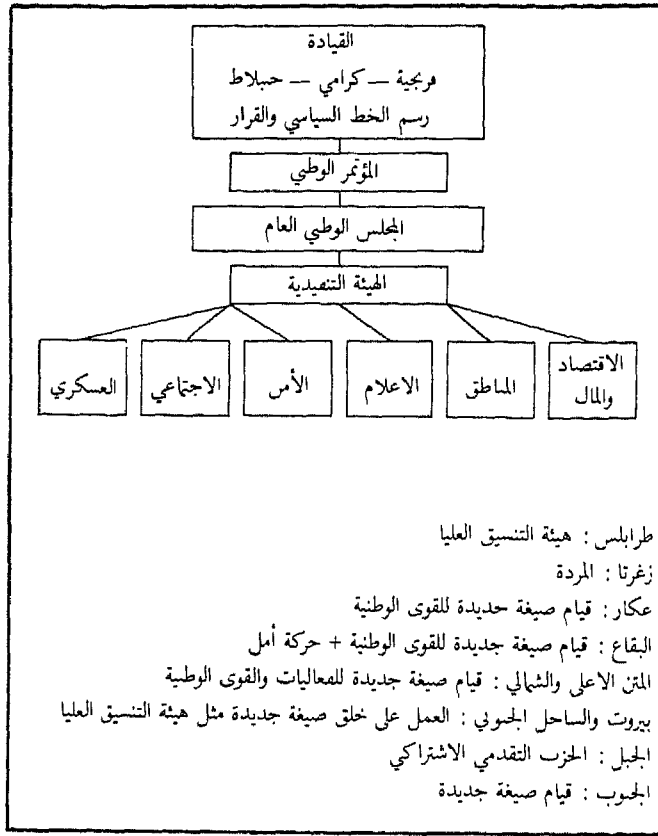 القيادة
فرنجية — كرامي — جنبلاط
رسم الخط السياسي والقرار
المؤتمر الوطني
المجلس الوطني العام
الهيئة التنفيذية
الاقتصاد
والمال
المناطق
الاعلام
الأمن
الاجتماعي
العسكري
طرابلس : هيئة التنسيق العليا
زغرتا : المردة
عكار : قيام صيغة جديدة للقوى الوطنية
البقاع : قيام صيغة جديدة للقوى الوطنية + حركة أمل
المتن الاعلى والشمالي : قيام صيغة جديدة للفعاليات والقوى الوطنية
بيروت والساحل الجنوبي : العمل على خلق صيغة جديدة مثل هيئة التنسيق العليا
الجبل : الحزب التقدمي الاشتراكي
الجنوب : قيام صيغة جديدة